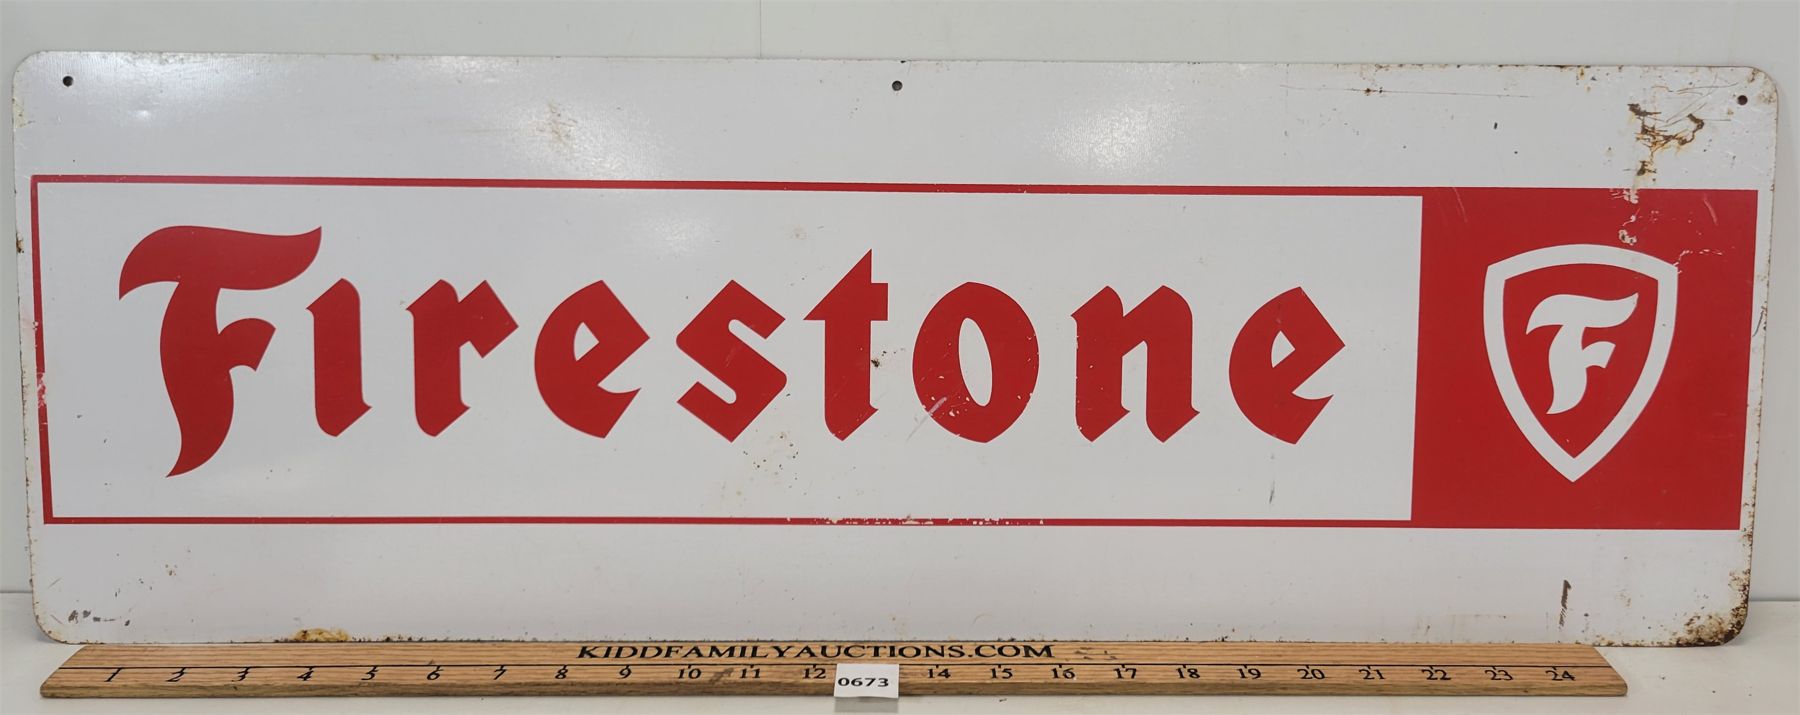 Firestone F
KIDDFAMILYAUCTIONS.COM
1 2 3 4 5 6 7 8 9 10 11 12 0673 14 15 16 17 18 19 20 21 22 23 24